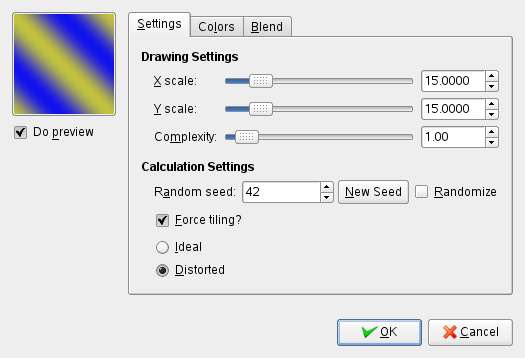 Settings Colors Blend
Drawing Settings
X scale: 15.0000
Y scale: 15.0000
Do preview
Complexity: 1.00
Calculation Settings
Random seed: 42 New Seed Randomize
Force tiling?
Ideal
Distorted
OK Cancel